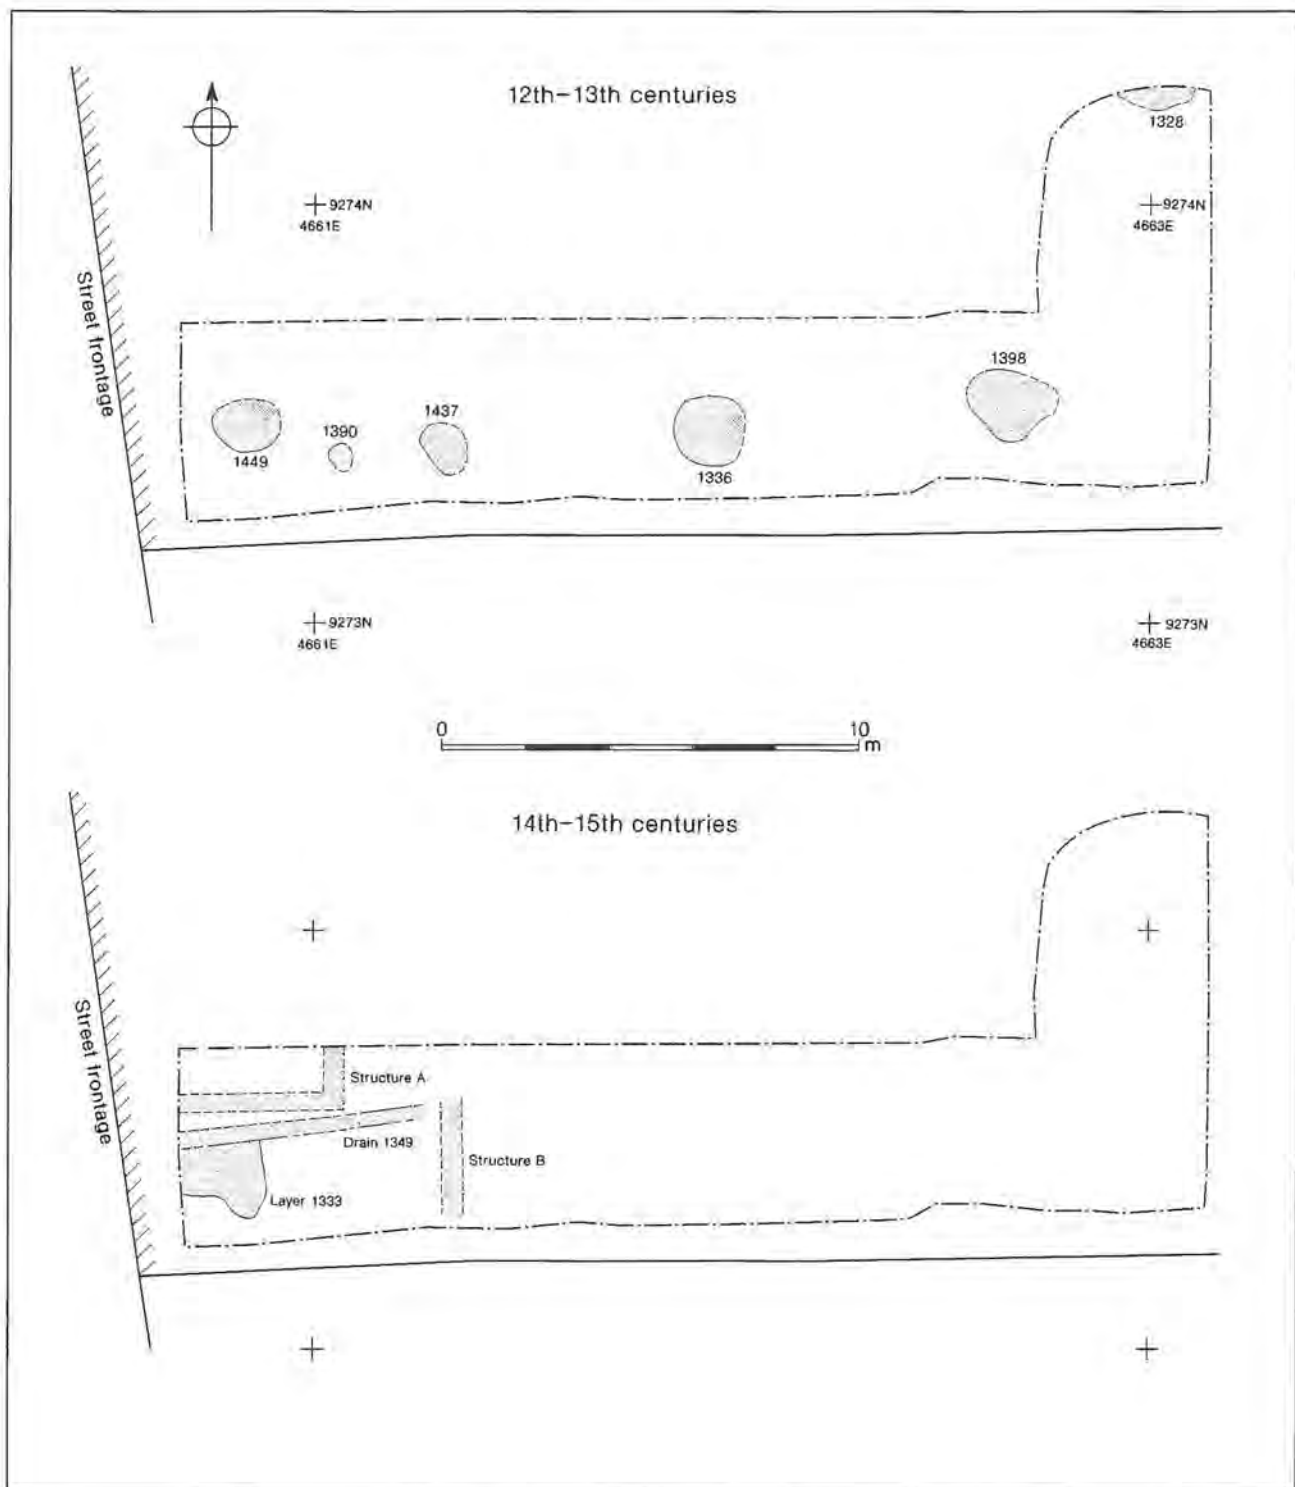 12th–13th centuries
1328
9274N
4661E
9274N
4663E
Street frontage
1398
1437
1390
1449
1336
9273N
4661E
9273N
4663E
0
10
m
14th–15th centuries
Street frontage
Structure A
Drain 1349
Structure B
Layer 1333